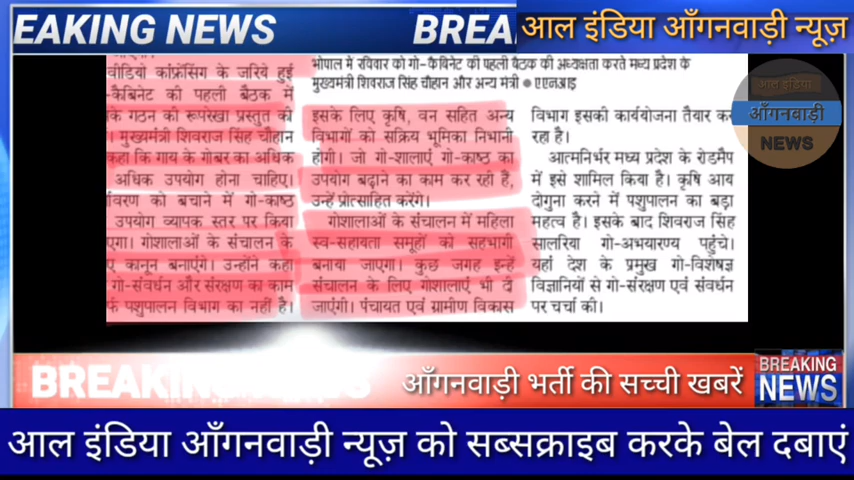 EAKING NEWS
BREA
आल इंडिया आँगनवाड़ी न्यूज़
वीडियो कॉफ्रेंसिंग के जरिये हुई
-कैबिनेट की पहली बैठक में
के गठन की रूपरेखा प्रस्तुत की
। मुख्यमंत्री शिवराज सिंह चौहान
कहा कि गाय के गोबर का अधिक
अधिक उपयोग होना चाहिए।
र्यावरण को बचाने में गो-काष्ठ
उपयोग व्यापक स्तर पर किया
एगा। गोशालाओं के संचालन के
ए कानून बनाएंगे। उन्होंने कहा
गो-संवर्धन और संरक्षण का काम
र्फ पशुपालन विभाग का नहीं है।
भोपाल में रविवार को गो-कैबिनेट की पहली बैठक की अध्यक्षता करते मध्य प्रदेश के
मुख्यमंत्री शिवराज सिंह चौहान और अन्य मंत्री ● एएनआइ
इसके लिए कृषि, वन सहित अन्य
विभागों को सक्रिय भूमिका निभानी
होगी। जो गो-शालाएं गो-काष्ठ का
उपयोग बढ़ाने का काम कर रही हैं,
उन्हें प्रोत्साहित करेंगे।
गोशालाओं के संचालन में महिला
स्व-सहायता समूहों को सहभागी
बनाया जाएगा। कुछ जगह इन्हें
संचालन के लिए गोशालाएं भी दी
जाएंगी। पंचायत एवं ग्रामीण विकास
विभाग इसकी कार्ययोजना तैयार कर
रहा है।
आत्मनिर्भर मध्य प्रदेश के रोडमैप
में इसे शामिल किया है। कृषि आय
दोगुना करने में पशुपालन का बड़ा
महत्व है। इसके बाद शिवराज सिंह
सालरिया गो-अभयारण्य पहुंचे।
यहां देश के प्रमुख गो-विशेषज्ञ
विज्ञानियों से गो-संरक्षण एवं संवर्धन
पर चर्चा की।
आल इंडिया
आँगनवाड़ी
NEWS
BREAKING NEWS
आँगनवाड़ी भर्ती की सच्ची खबरें
BREAKING
NEWS
आल इंडिया आँगनवाड़ी न्यूज़ को सब्सक्राइब करके बेल दबाएं